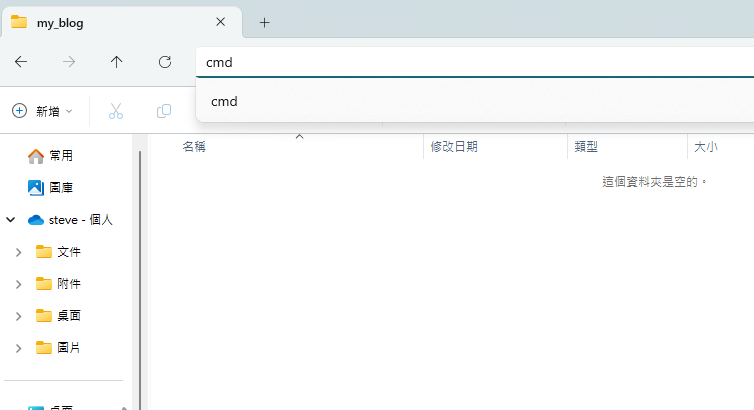 my_blog
cmd
新增
cmd
名稱
修改日期
類型
大小
常用
這個資料夾是空的。
圖庫
steve - 個人
文件
附件
桌面
圖片
桌面